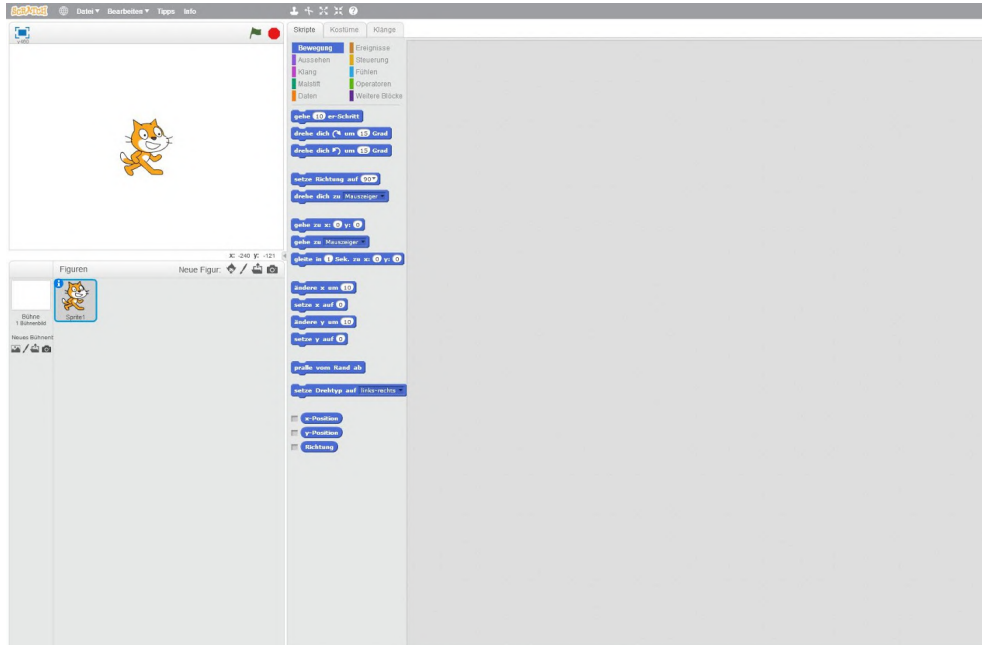 SCRATCH Datei Bearbeiten Tipps Info
v460
Skripte Kostüme Klänge
Bewegung Ereignisse
Aussehen Steuerung
Klang Fühlen
Malstift Operatoren
Daten Weitere Blöcke
gehe 10 er-Schritt
drehe dich um 15 Grad
drehe dich um 15 Grad
setze Richtung auf 90
drehe dich zu Mauszeiger
gehe zu x: 0 y: 0
gehe zu Mauszeiger
gleite in 1 Sek. zu x: 0 y: 0
ändere x um 10
setze x auf 0
ändere y um 10
setze y auf 0
pralle vom Rand ab
setze Drehtyp auf links-rechts
x-Position
y-Position
Richtung
X: -240 y: -121
Figuren Neue Figur:
Bühne
1 Bühnenbild
Neues Bühnenb
Sprite1